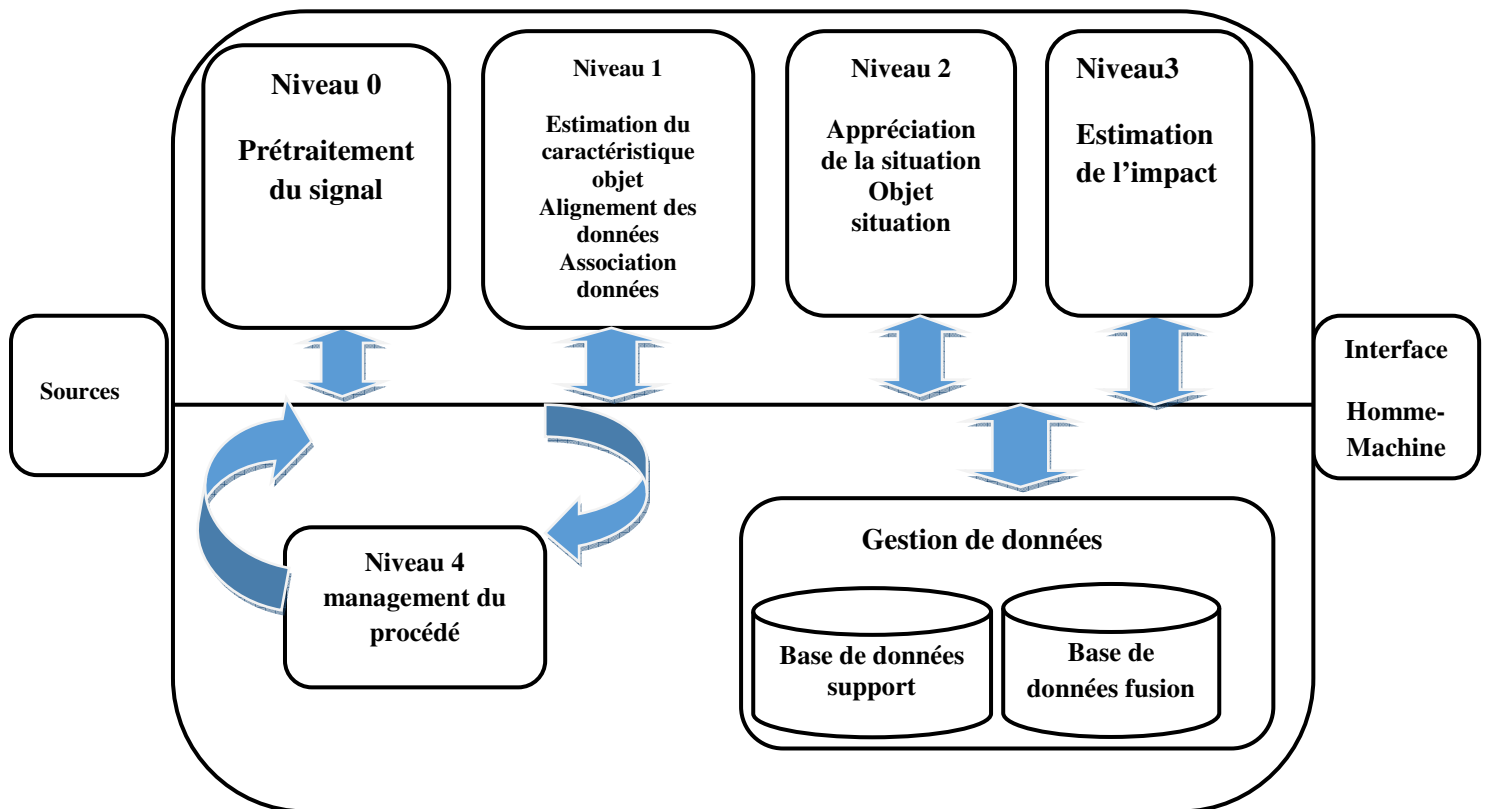 Niveau 0
Prétraitement
du signal
Niveau 1
Estimation du
caractéristique
objet
Alignement des
données
Association
données
Niveau 2
Appréciation
de la situation
Objet
situation
Niveau3
Estimation
de l’impact
Sources
Interface
Homme-
Machine
Niveau 4
management du
procédé
Gestion de données
Base de données
support
Base de
données fusion